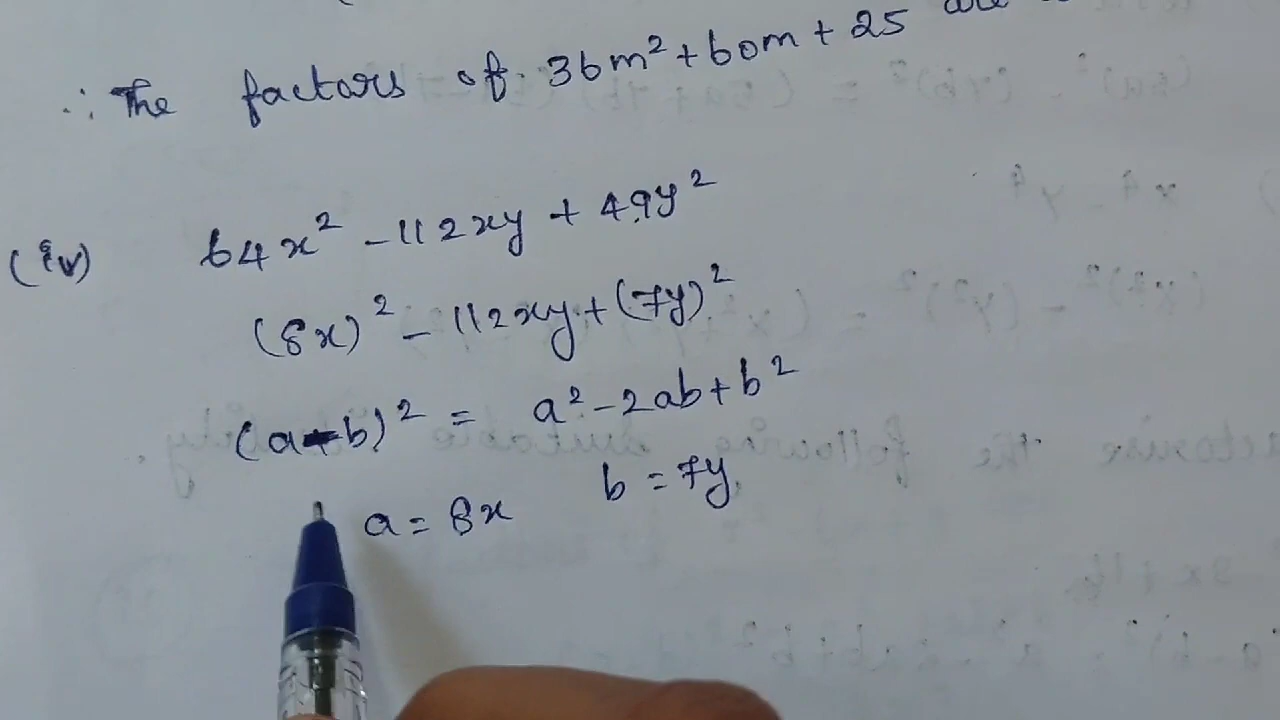 ∴ The factors of 36m² + 60m + 25 are
(iv) 64x² - 112xy + 49y²
(8x)² - 112xy + (7y)²
(a-b)² = a² - 2ab + b²
a = 8x b = 7y